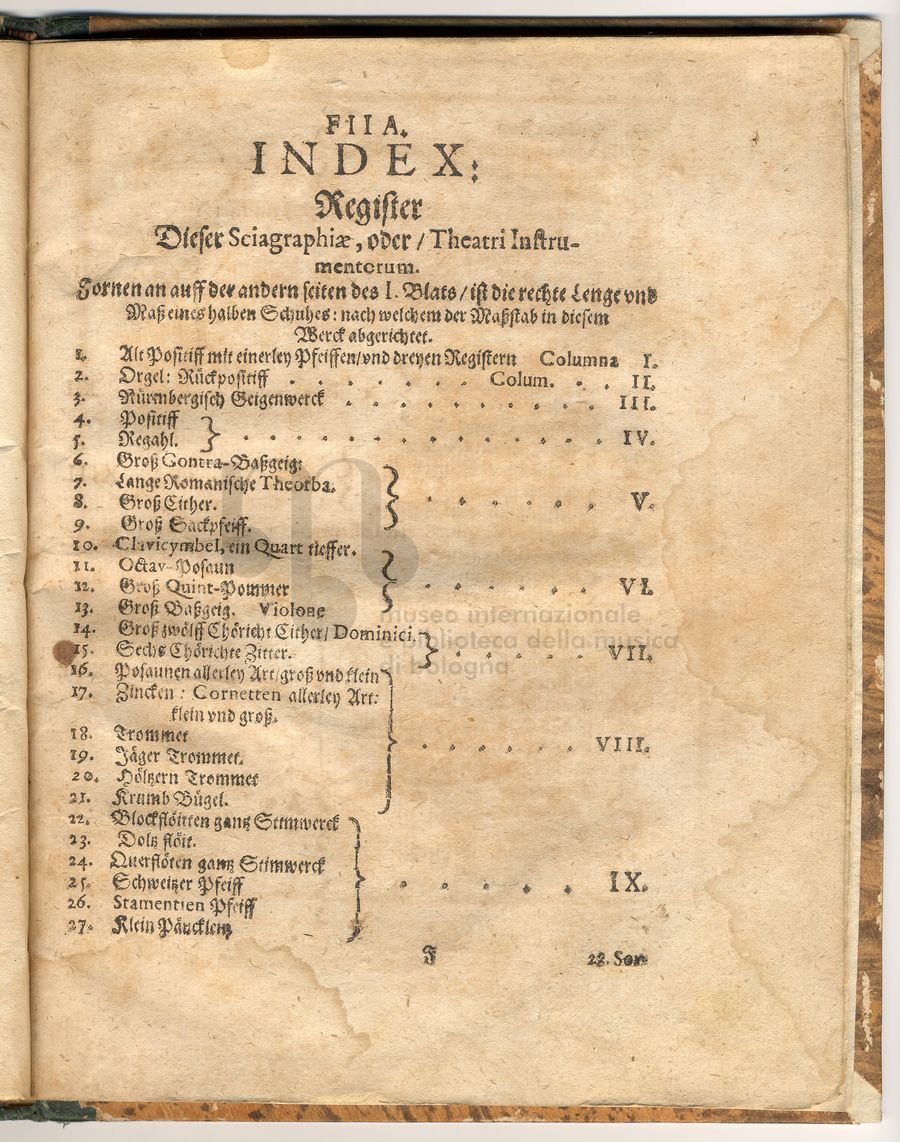 FIIA.
INDEX:
Register
Dieser Sciagraphiæ, oder / Theatri Instru-
mentorum.
Fornen an auff der andern seiten des I. Blats / ist die rechte Lenge vnd
Maß eines halben Schuhes: nach welchem der Maßstab in diesem
Werck abgerichtet.
1. Alt Positiff mit einerley Pfeiffen/vnd dreyen Registern Columna I.
2. Orgel: Rückpositiff . . . . . . . Colum. . . II.
3. Nürenbergisch Geigenwerck . . . . . . . . . . . III.
4. Positiff
5. Regahl. } . . . . . . . . . . . . . . IV.
6. Groß Contra-Baßgeig:
7. Lange Romanische Theorba.
8. Groß Cither. } . . . . . . V.
9. Groß Sackpfeiff.
10. Clavicymbel, ein Quart tieffer.
11. Octav-Posaun
12. Groß Quint-Pommer } . . . . . . VI.
13. Groß Baßgeig. Violone
museo internazionale
14. Groß zwölff Chöricht Cither/ Dominici.
e biblioteca della musica
15. Sechs Chörichte Zitter. } . . . . . VII.
di bologna
16. Posaunen allerley Art/groß vnd klein
17. Zincken: Cornetten allerley Art:
klein vnd groß.
18. Trommet } . . . . . . VIII.
19. Jäger Trommet.
20. Höltzern Trommet
21. Krumb Bügel.
22. Blockflöitten gantz Stimwerck
23. Doltz flöit.
24. Querflöten gantz Stimwerck
25. Schweitzer Pfeiff } . . . . . IX.
26. Stamentien Pfeiff
27. Klein Päucklein
J 28. Sor